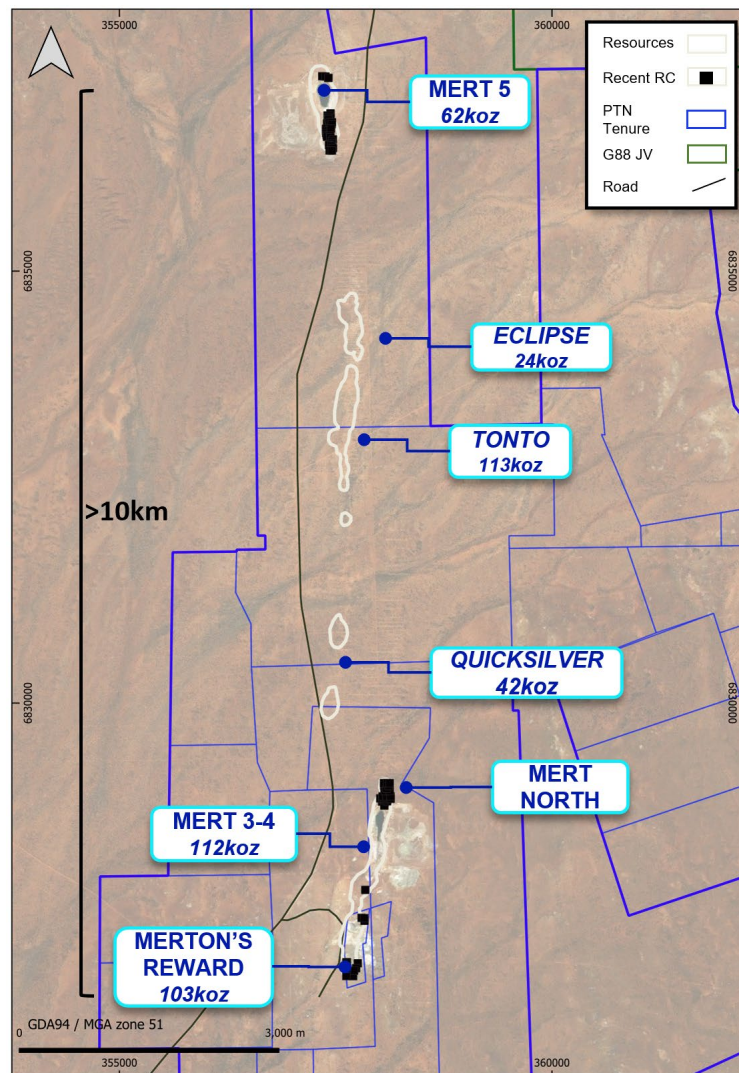 355000
360000
Resources
Recent RC
PTN
Tenure
G88 JV
Road
MERT 5
62koz
6835000
6835000
ECLIPSE
24koz
TONTO
113koz
>10km
QUICKSILVER
42koz
6830000
6830000
MERT
NORTH
MERT 3-4
112koz
MERTON'S
REWARD
103koz
GDA94 / MGA zone 51
0
3,000 m
355000
360000